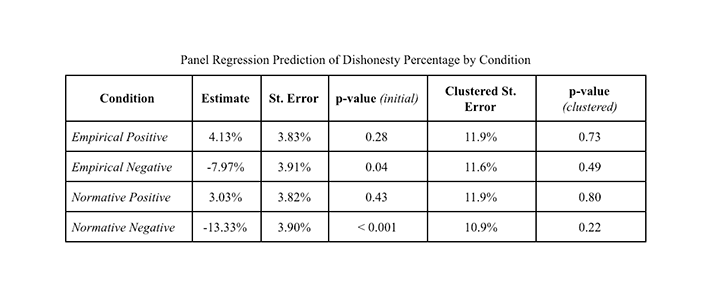 Panel Regression Prediction of Dishonesty Percentage by Condition
Condition Estimate St. Error p-value (initial) Clustered St. Error p-value (clustered)
Empirical Positive 4.13% 3.83% 0.28 11.9% 0.73
Empirical Negative -7.97% 3.91% 0.04 11.6% 0.49
Normative Positive 3.03% 3.82% 0.43 11.9% 0.80
Normative Negative -13.33% 3.90% < 0.001 10.9% 0.22